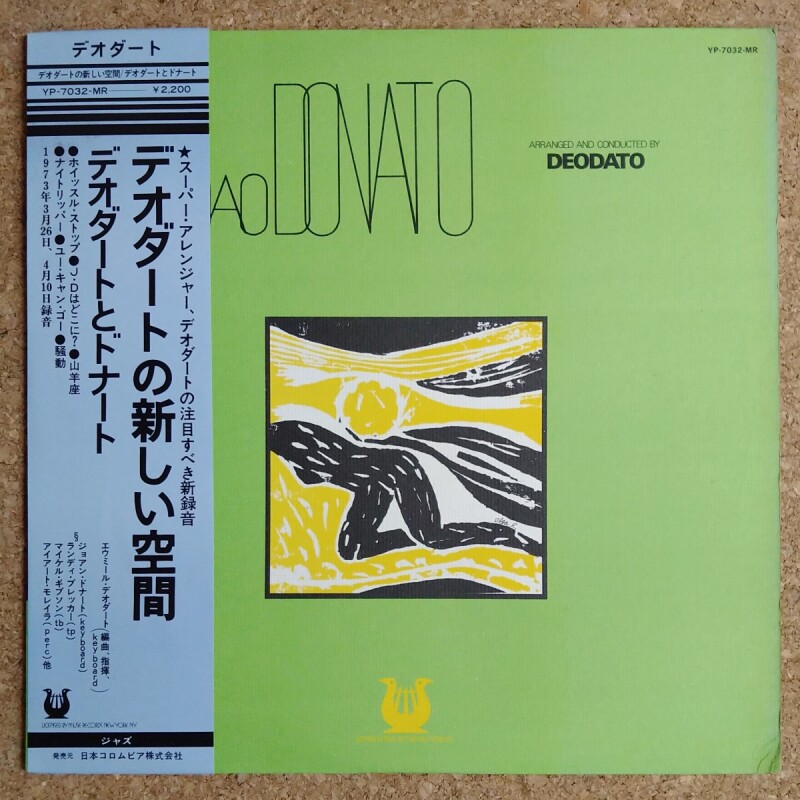 デオダート
デオダートの新しい空間/デオダートとドナート
YP-7032-MR ¥2,200
★スーパー・アレンジャー、デオダートの注目すべき新録音
デオダートの新しい空間
デオダートとドナート
●ホイッスル・ストップ●J・Dはどこに?●山羊座
●ナイトリッパー●ユー・キャン・ゴー●騒動
1973年3月26日、4月10日録音
エウミール・デオダート(編曲、指揮、
keyboard)
§
ジョアン・ドナート(keyboard)
ランディ・ブレッカー(tp)
マイケル・ギブソン(tb)
アイアート・モレイラ(perc)他
LICENSED BY MUSE RECORDS NEW YORK, N.Y.
ジャズ
発売元 日本コロムビア株式会社
YP-7032-MR
AO DONATO
ARRANGED AND CONDUCTED BY
DEODATO